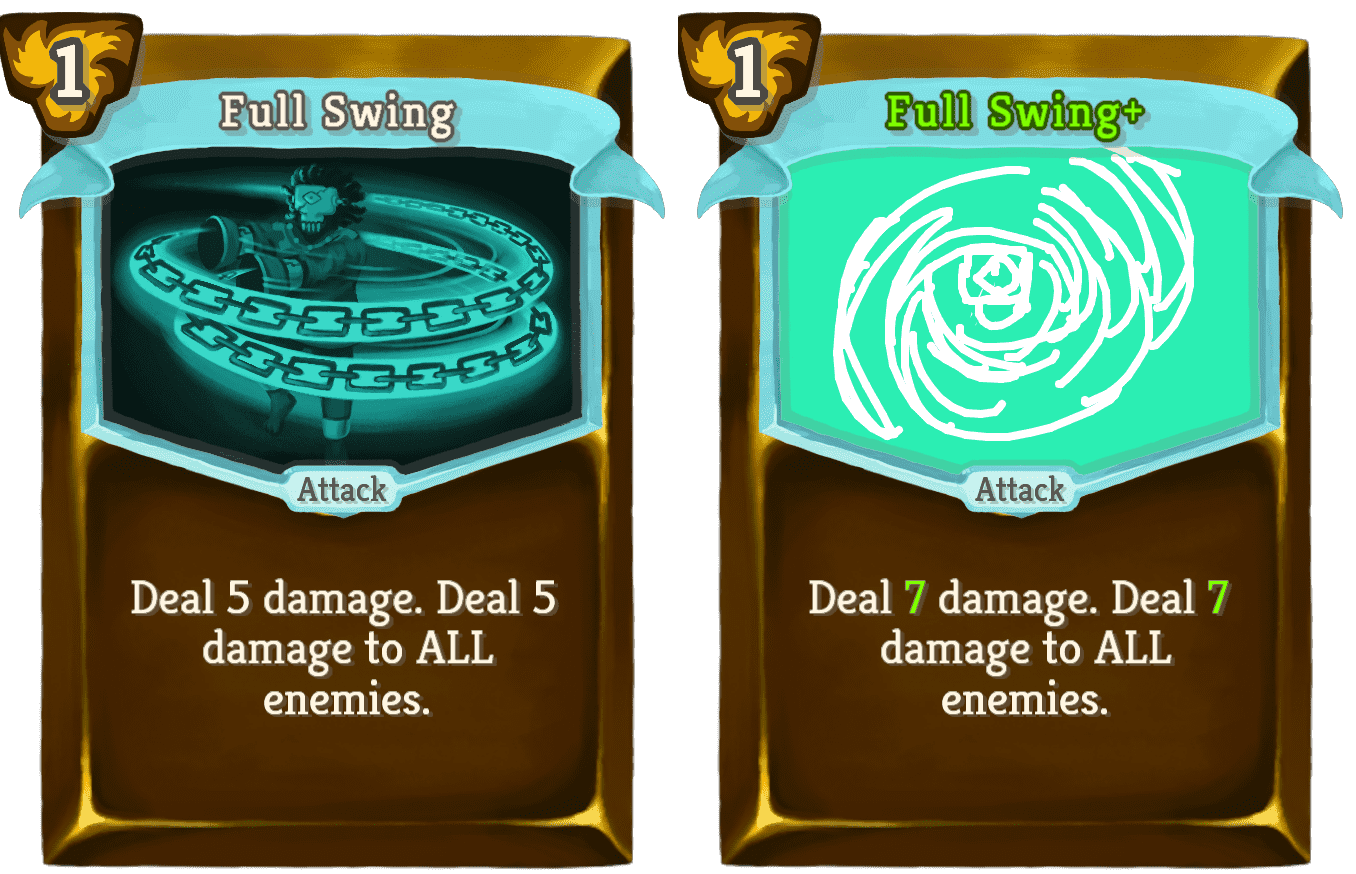 1
Full Swing
Attack
Deal 5 damage. Deal 5
damage to ALL
enemies.
1
Full Swing+
Attack
Deal 7 damage. Deal 7
damage to ALL
enemies.